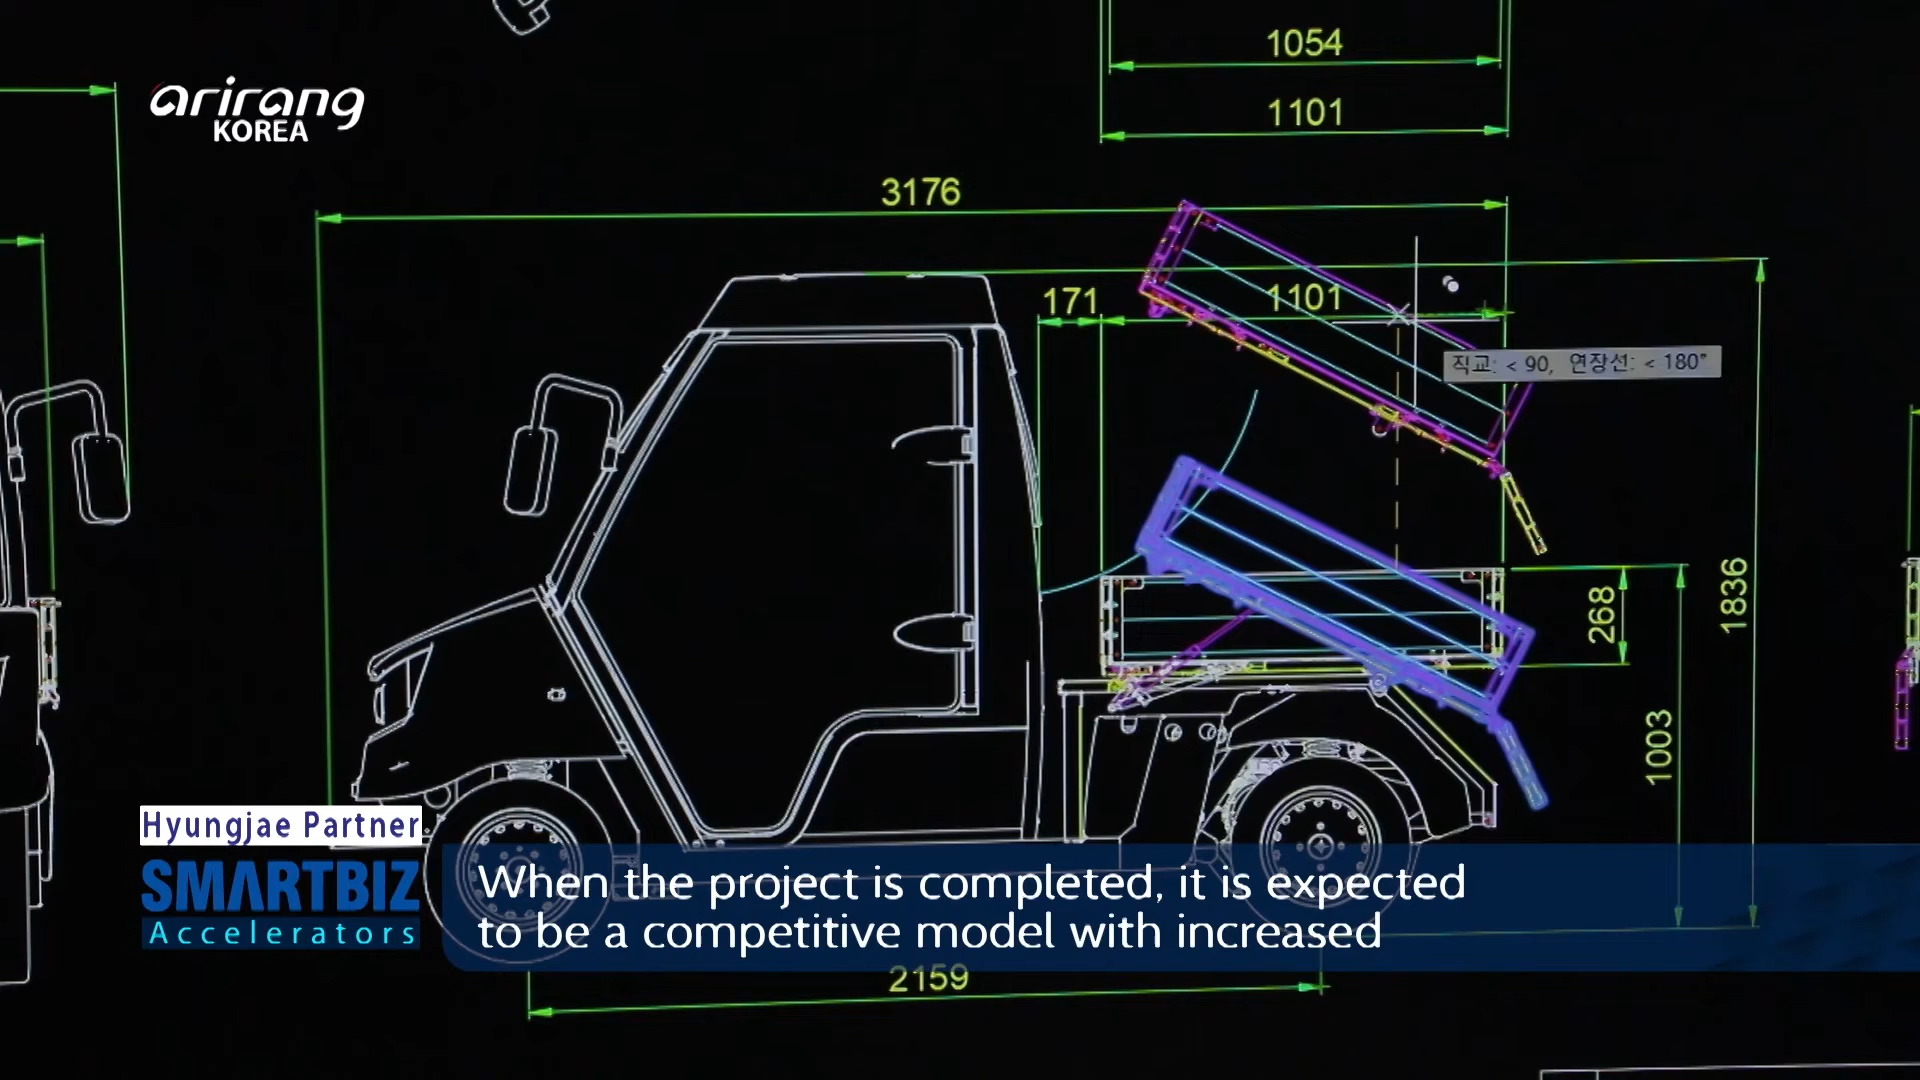 1054
arirang
KOREA
1101
3176
171
1101
직교: < 90, 연장선: < 180°
268
1836
1003
Hyungjae Partner
SMARTBIZ
Accelerators
When the project is completed, it is expected
to be a competitive model with increased
2159